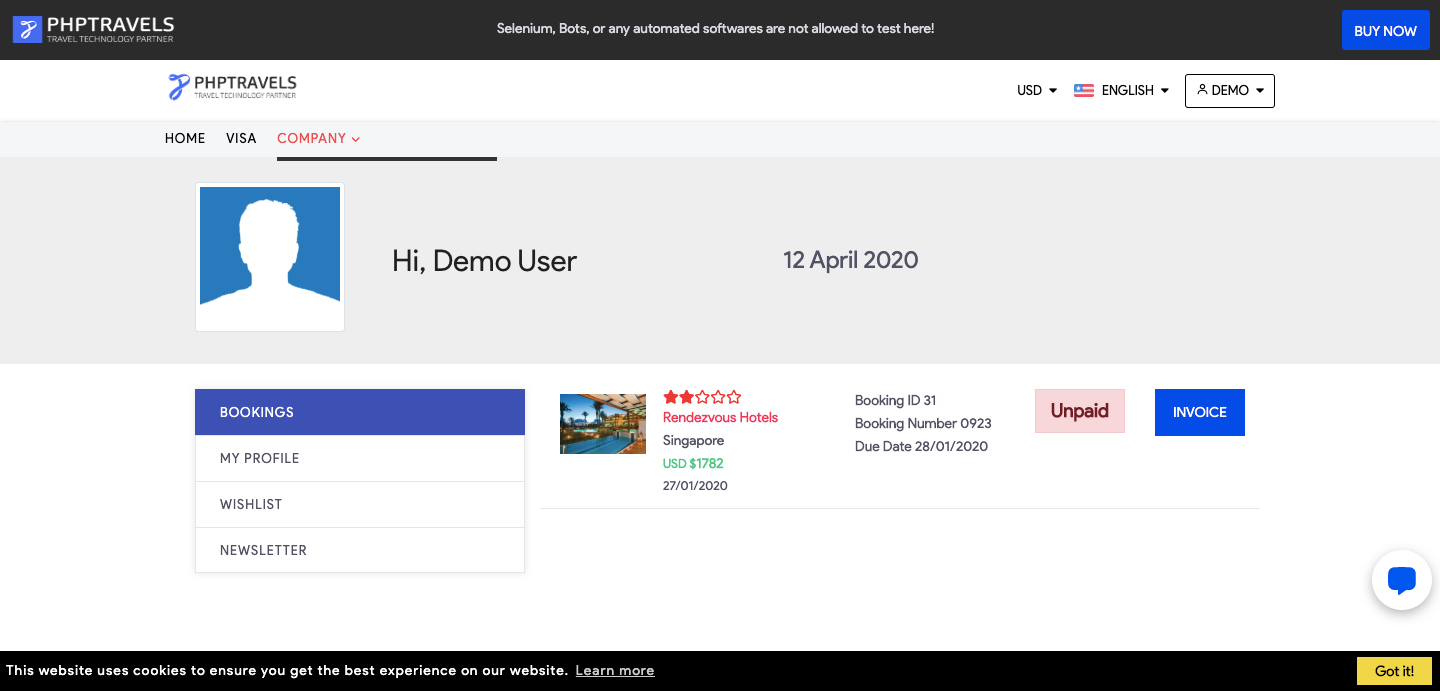 PHPTRAVELS
TRAVEL TECHNOLOGY PARTNER
Selenium, Bots, or any automated softwares are not allowed to test here!
BUY NOW
PHPTRAVELS
TRAVEL TECHNOLOGY PARTNER
USD
ENGLISH
DEMO
HOME
VISA
COMPANY
Hi, Demo User
12 April 2020
BOOKINGS
MY PROFILE
WISHLIST
NEWSLETTER
Rendezvous Hotels
Singapore
USD $1782
27/01/2020
Booking ID 31
Booking Number 0923
Due Date 28/01/2020
Unpaid
INVOICE
This website uses cookies to ensure you get the best experience on our website. Learn more
Got it!